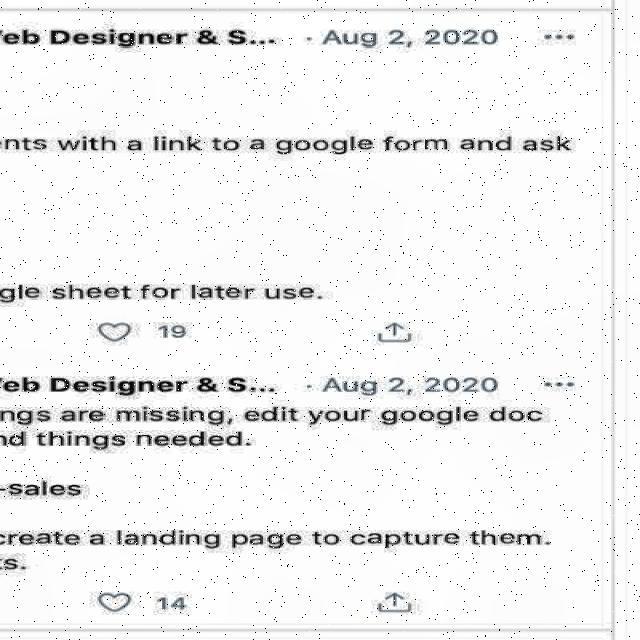 eb Designer & S... · Aug 2, 2020 ...
nts with a link to a google form and ask
gle sheet for later use.
19
eb Designer & S... · Aug 2, 2020 ...
ngs are missing, edit your google doc
nd things needed.
-sales
create a landing page to capture them.
s.
14